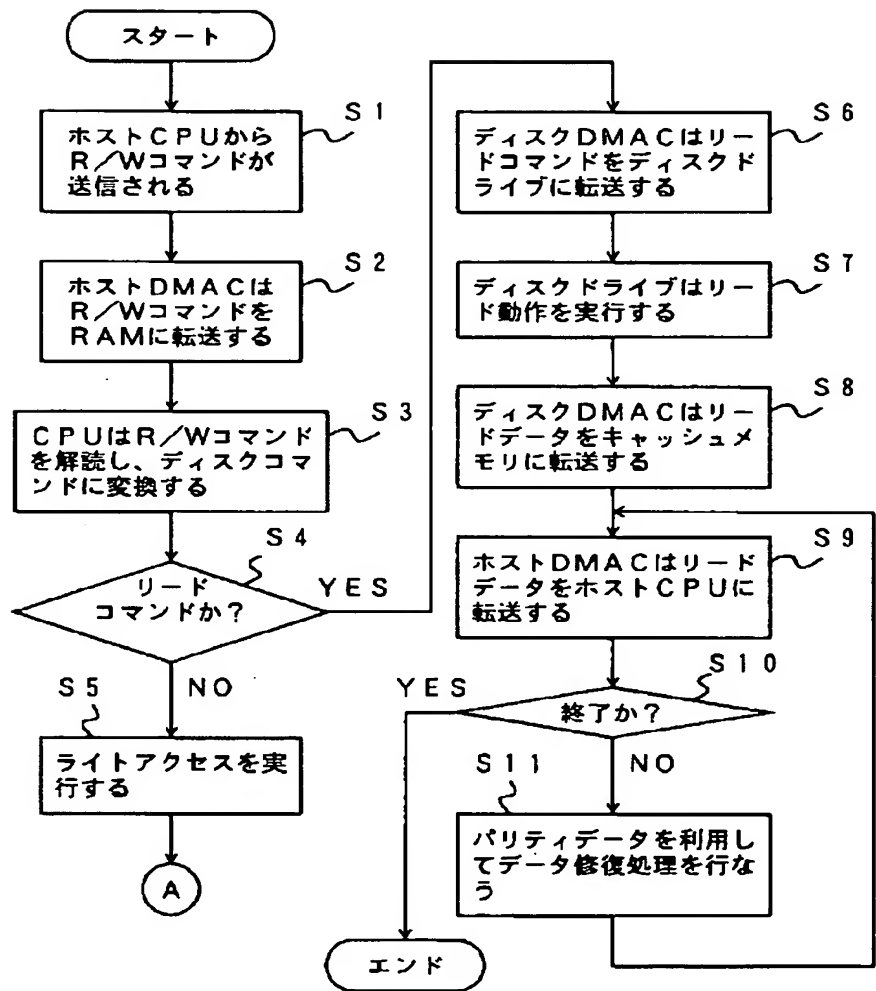 スタート
S1
ホストCPUから
R/Wコマンドが
送信される
S2
ホストDMACは
R/Wコマンドを
RAMに転送する
S3
CPUはR/Wコマンド
を解読し、ディスクコマ
ンドに変換する
S4
リード
コマンドか?
YES
NO
S5
ライトアクセスを実
行する
A
S6
ディスクDMACはリー
ドコマンドをディスクド
ライブに転送する
S7
ディスクドライブはリー
ド動作を実行する
S8
ディスクDMACはリー
ドデータをキャッシュメ
モリに転送する
S9
ホストDMACはリード
データをホストCPUに
転送する
S10
終了か?
YES
NO
S11
パリティデータを利用し
てデータ修復処理を行な
う
エンド